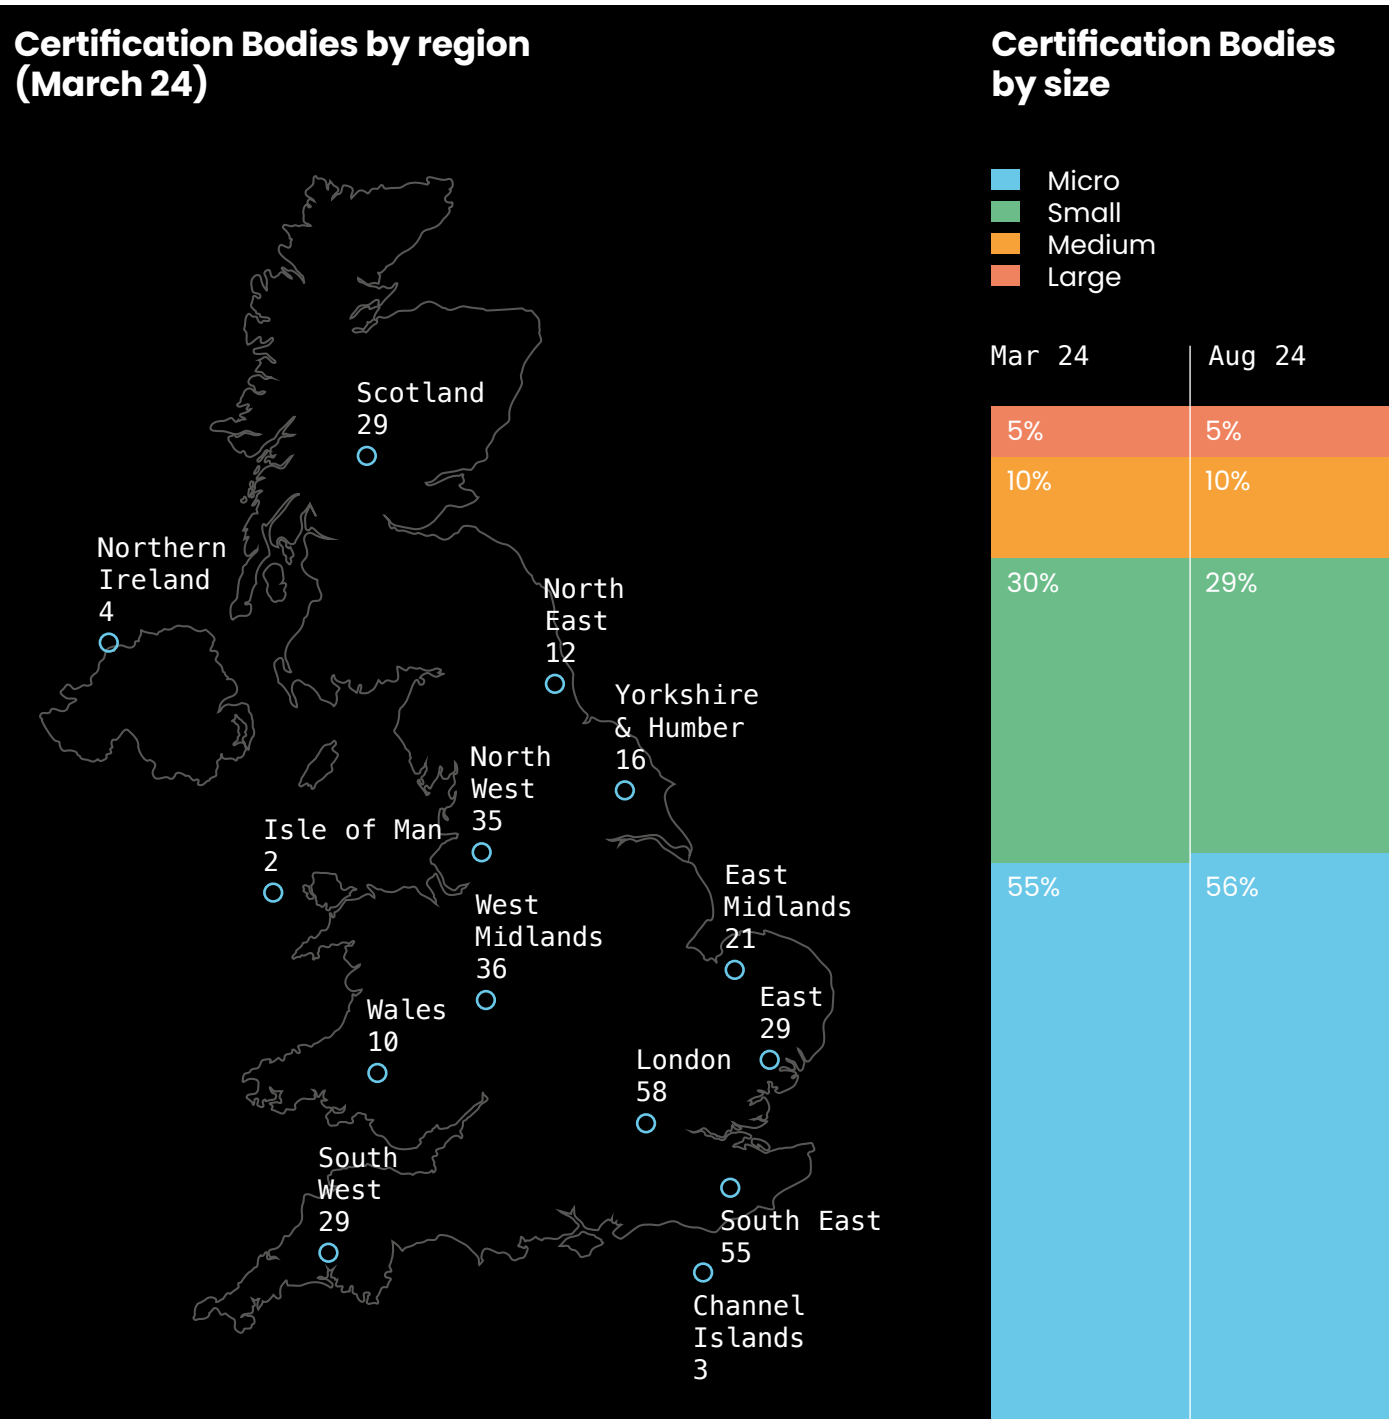 Certification Bodies by region
(March 24)
Scotland
29
Northern
Ireland
4
North
East
12
Yorkshire
& Humber
16
North
West
35
Isle of Man
2
East
Midlands
21
West
Midlands
36
East
29
Wales
10
London
58
South
West
29
South East
55
Channel
Islands
3
Certification Bodies
by size
Micro
Small
Medium
Large
Mar 24
Aug 24
5%
5%
10%
10%
30%
29%
55%
56%